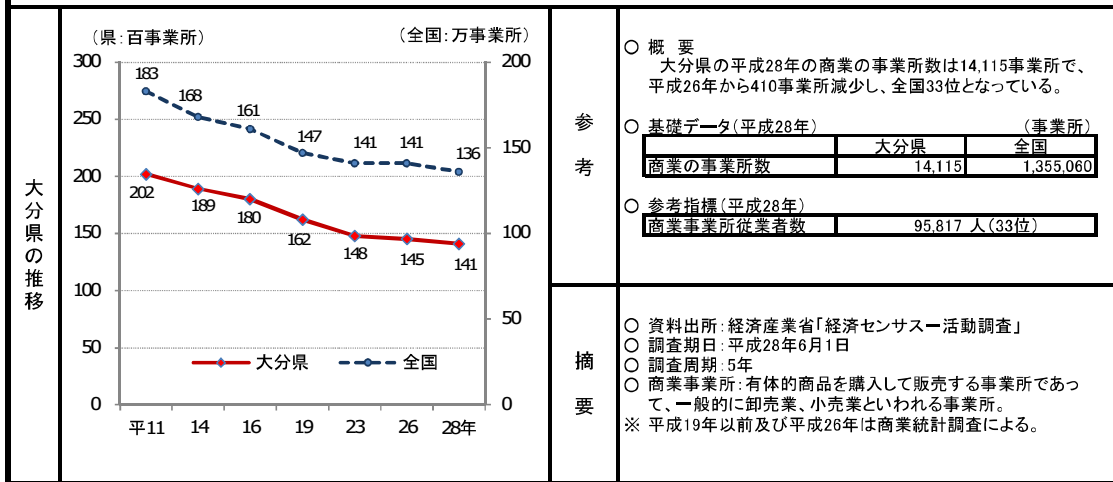 大分県の推移
（県：百事業所）
（全国：万事業所）
300
250
200
150
100
50
0
200
150
100
50
0
183
168
161
147
141
141
136
202
189
180
162
148
145
141
大分県
全国
平11
14
16
19
23
26
28年
参考
○ 概 要
大分県の平成28年の商業の事業所数は14,115事業所で、
平成26年から410事業所減少し、全国33位となっている。
○ 基礎データ（平成28年） （事業所）
大分県 全国
商業の事業所数 14,115 1,355,060
○ 参考指標（平成28年）
商業事業所従業者数 95,817 人（33位）
摘要
○ 資料出所：経済産業省「経済センサスー活動調査」
○ 調査期日：平成28年6月1日
○ 調査周期：5年
○ 商業事業所：有体的商品を購入して販売する事業所であっ
て、一般的に卸売業、小売業といわれる事業所。
※ 平成19年以前及び平成26年は商業統計調査による。